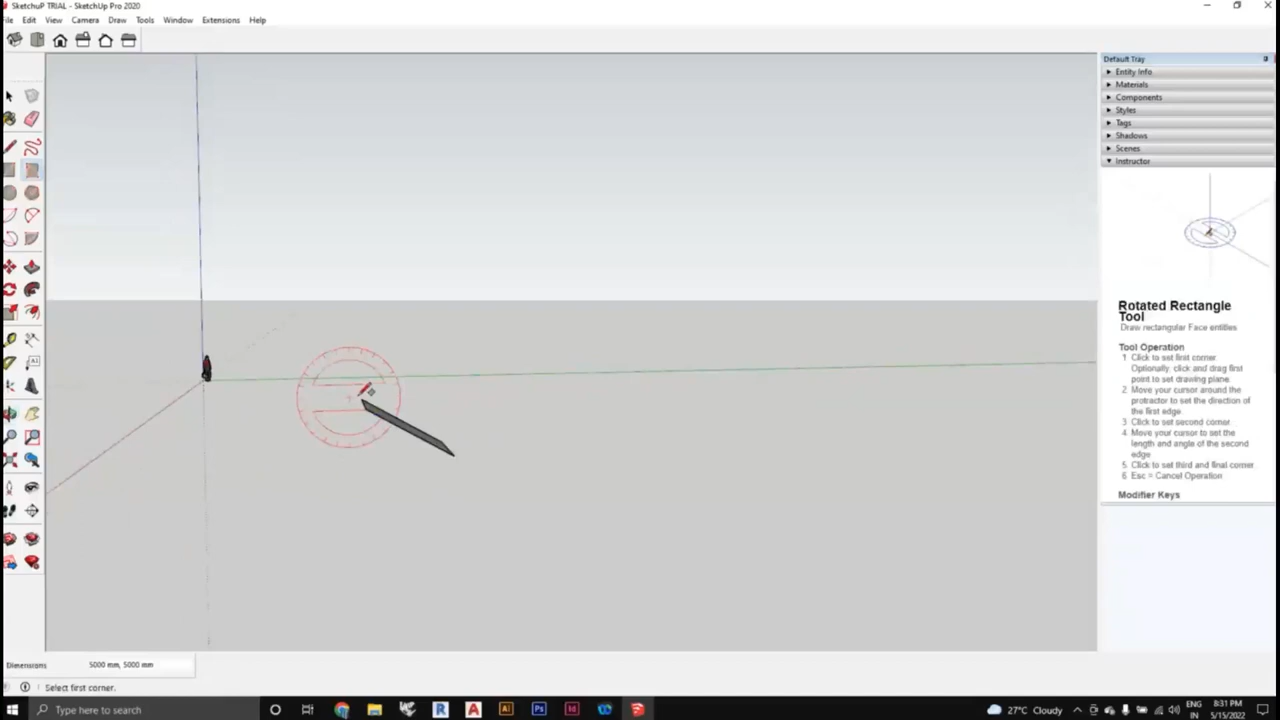 SketchuP TRIAL - SketchUp Pro 2020
File Edit View Camera Draw Tools Window Extensions Help
Default Tray
Entity Info
Materials
Components
Styles
Tags
Shadows
Scenes
Instructor
Rotated Rectangle
Tool
Draw rectangular Face entities
Tool Operation
1 Click to set first corner.
Optionally, click and drag first
point to set drawing plane.
2 Move your cursor around the
protractor to set the direction of
the first edge.
3 Click to set second corner.
4 Move your cursor to set the
length and angle of the second
edge
5 Click to set third and final corner.
6 Esc = Cancel Operation
Modifier Keys
A1
Dimensions 5000 mm, 5000 mm
Select first corner.
Type here to search
R A Ai Ps Id
27°C Cloudy
ENG
IN
8:31 PM
5/15/2022